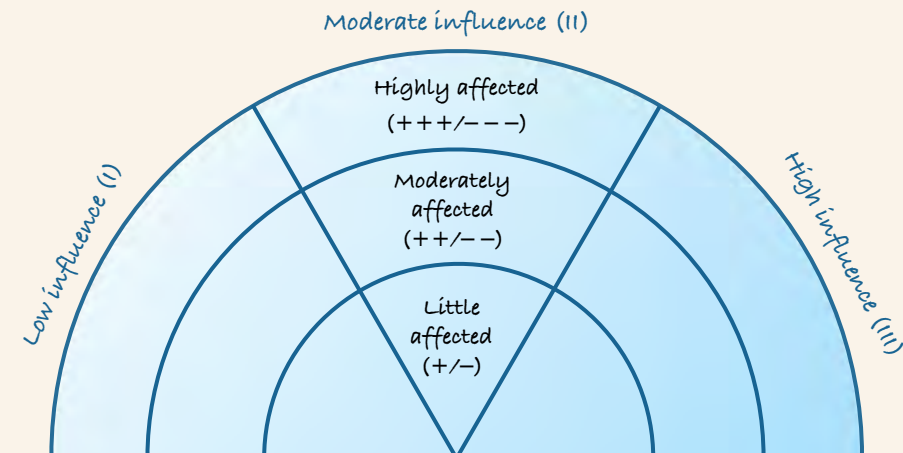 Moderate influence (II)
Highly affected
(+++/---)
Moderately
affected
(++/--)
Low influence (I)
High influence (III)
Little
affected
(+/-)